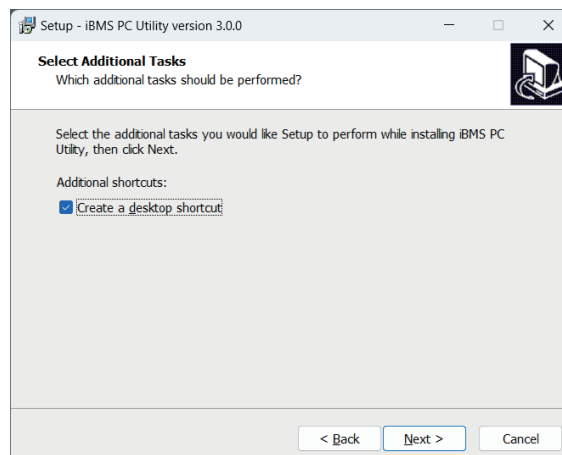 Setup - iBMS PC Utility version 3.0.0
Select Additional Tasks
Which additional tasks should be performed?
Select the additional tasks you would like Setup to perform while installing iBMS PC
Utility, then click Next.
Additional shortcuts:
Create a desktop shortcut
< Back
Next >
Cancel